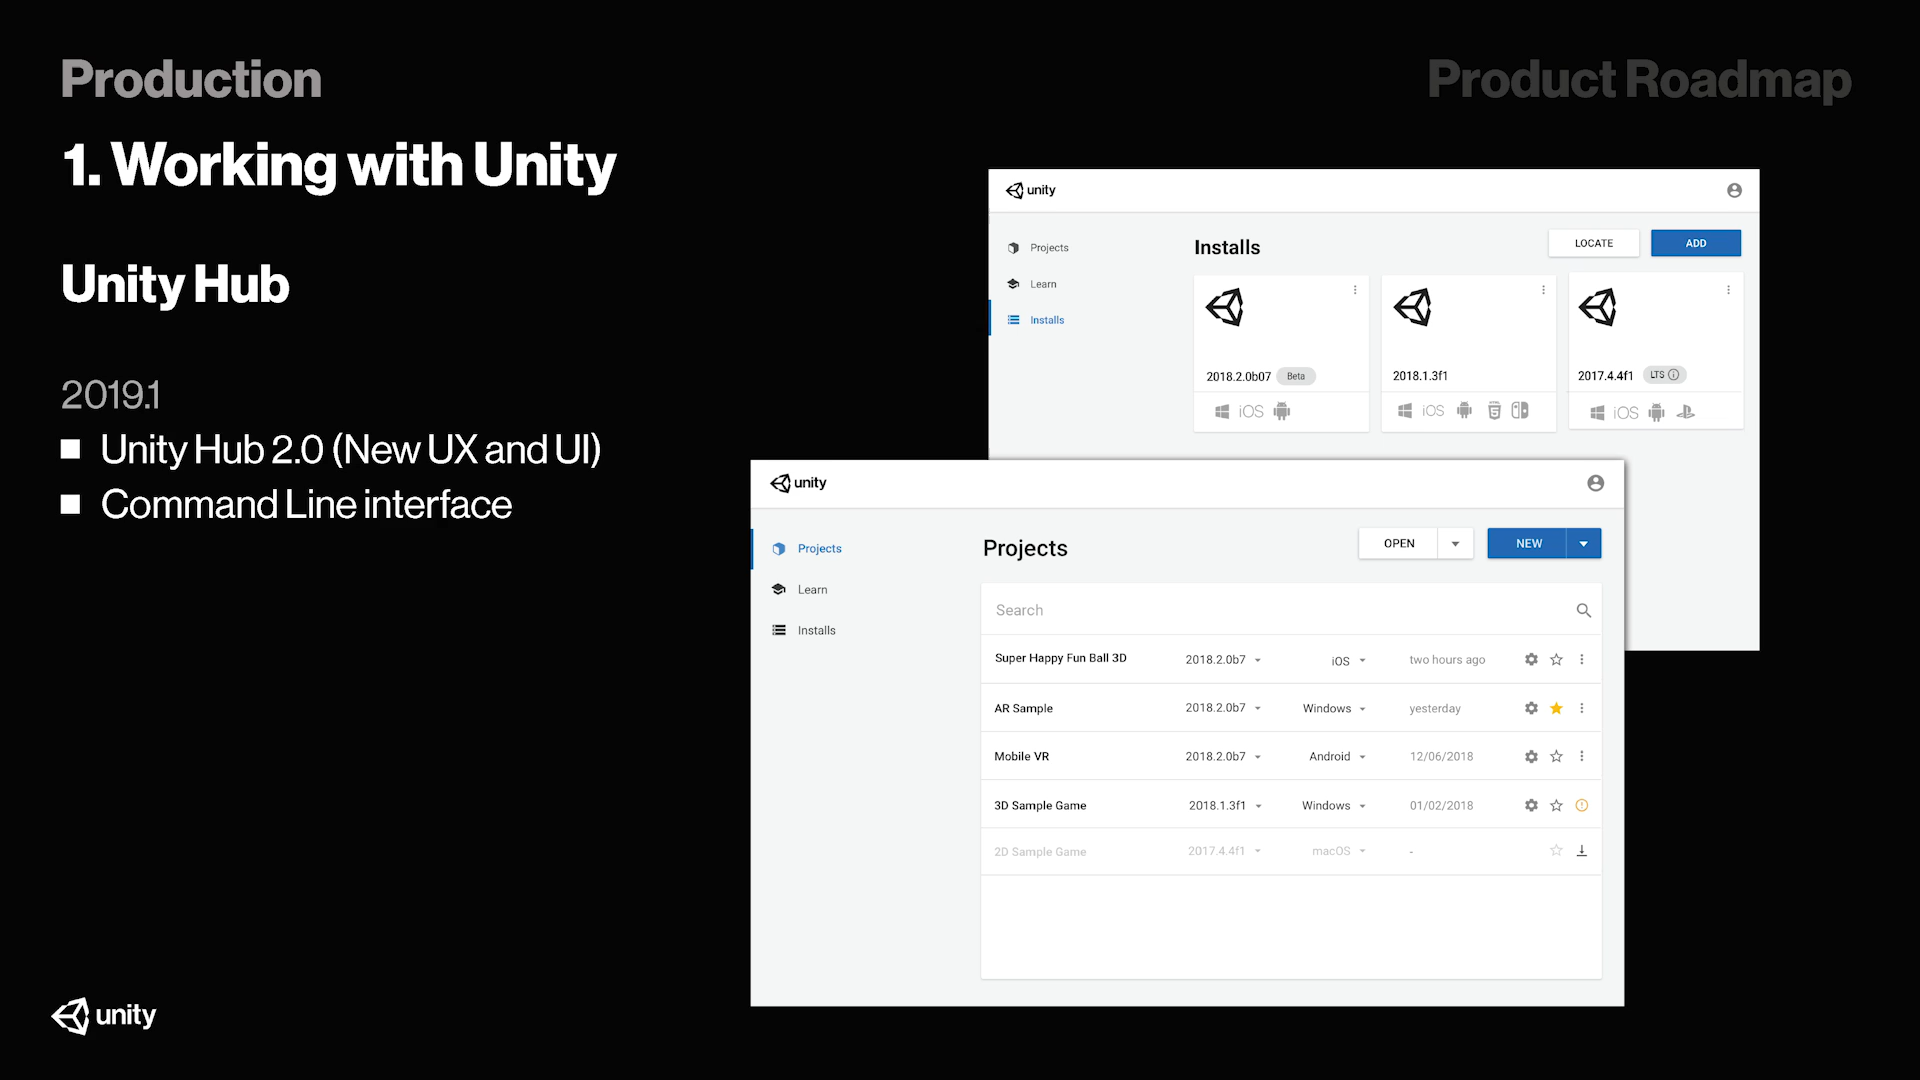 Production
Product Roadmap
1. Working with Unity
Unity Hub
2019.1
Unity Hub 2.0 (New UX and UI)
Command Line interface
unity
Projects
Learn
Installs
Installs
LOCATE
ADD
2018.2.0b07 Beta
iOS
2018.1.3f1
iOS
2017.4.4f1 LTS
iOS
unity
Projects
Learn
Installs
Projects
OPEN
NEW
Search
Super Happy Fun Ball 3D 2018.2.0b7 iOS two hours ago
AR Sample 2018.2.0b7 Windows yesterday
Mobile VR 2018.2.0b7 Android 12/06/2018
3D Sample Game 2018.1.3f1 Windows 01/02/2018
2D Sample Game 2017.4.4f1 macOS -
unity